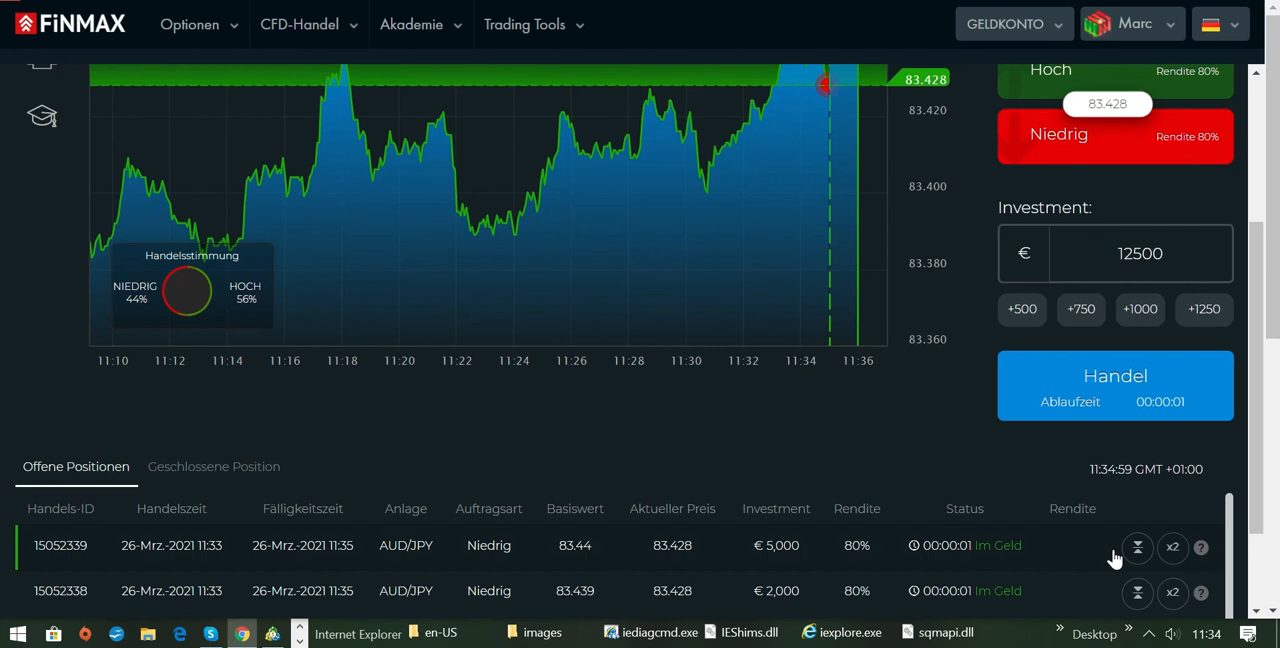 FiNMAX Optionen CFD-Handel Akademie Trading Tools GELDKONTO Marc
83.428
83.420
83.400
83.380
83.360
Handelsstimmung
NIEDRIG 44%
HOCH 56%
11:10 11:12 11:14 11:16 11:18 11:20 11:22 11:24 11:26 11:28 11:30 11:32 11:34 11:36
Hoch Rendite 80%
83.428
Niedrig Rendite 80%
Investment:
€ 12500
+500 +750 +1000 +1250
Handel
Ablaufzeit 00:00:01
Offene Positionen Geschlossene Position 11:34:59 GMT +01:00
Handels-ID Handelszeit Fälligkeitszeit Anlage Auftragsart Basiswert Aktueller Preis Investment Rendite Status Rendite
15052339 26-Mrz.-2021 11:33 26-Mrz.-2021 11:35 AUD/JPY Niedrig 83.44 83.428 € 5,000 80% 00:00:01 Im Geld x2 ?
15052338 26-Mrz.-2021 11:33 26-Mrz.-2021 11:35 AUD/JPY Niedrig 83.439 83.428 € 2,000 80% 00:00:01 Im Geld x2 ?
Internet Explorer en-US images iediagcmd.exe IEShims.dll iexplore.exe sqmapi.dll » Desktop » 11:34